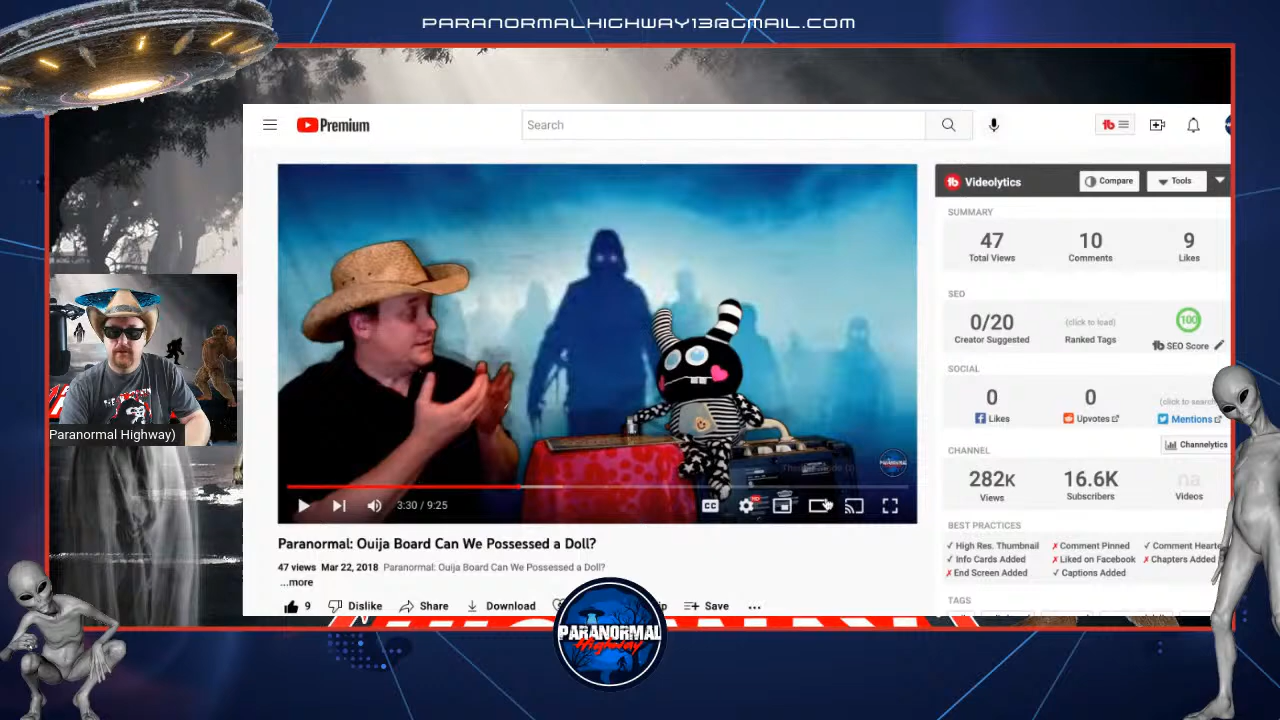 PARANORMALHIGHWAY13@GMAIL.COM
Premium
Search
Videolytics
Compare
Tools
SUMMARY
47 10 9
Total Views Comments Likes
SEO
0/20 (click to load) 100
Creator Suggested Ranked Tags SEO Score
SOCIAL
0 0 (click to search
Likes Upvotes Mentions
Channelytics
CHANNEL
282K 16.6K na
Views Subscribers Videos
BEST PRACTICES
High Res. Thumbnail Comment Pinned Comment Hearte
Info Cards Added Liked on Facebook Chapters Added
End Screen Added Captions Added
TAGS
Paranormal Highway)
3:30 / 9:25
CC
HD
Paranormal: Ouija Board Can We Possessed a Doll?
47 views Mar 22, 2018 Paranormal: Ouija Board Can We Possessed a Doll?
...more
9 Dislike Share Download Save
PARANORMAL
Highway